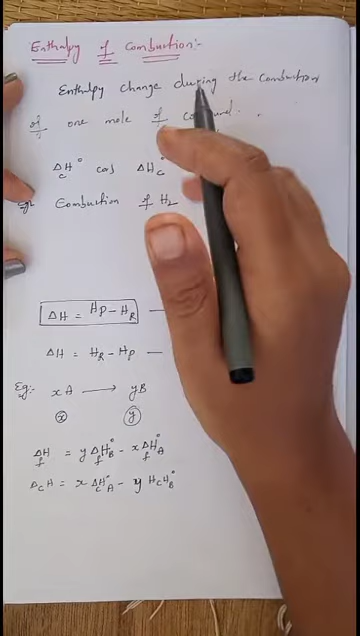 Enthalpy of Combustion:-
Enthalpy change during the Combustion
of one mole of
ΔH°c (or) ΔHc°
Eg:- Combustion of H2
ΔH = HP - HR
ΔH = HR - HP
Eg:- xA → yB
x y
ΔfH = yΔfH°B - xΔfH°A
ΔcH = xΔcH°A - yHcH°B